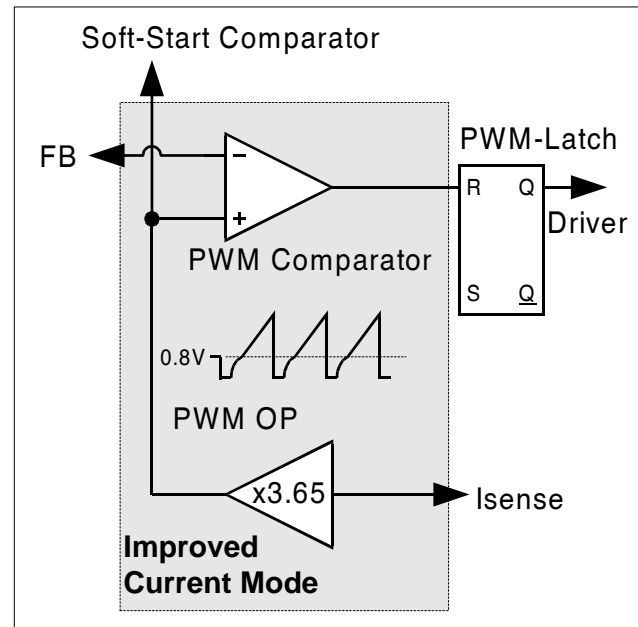 Soft-Start Comparator
FB
PWM-Latch
−
+
R Q
Driver
S Q
PWM Comparator
0.8V
PWM OP
x3.65
Isense
Improved
Current Mode